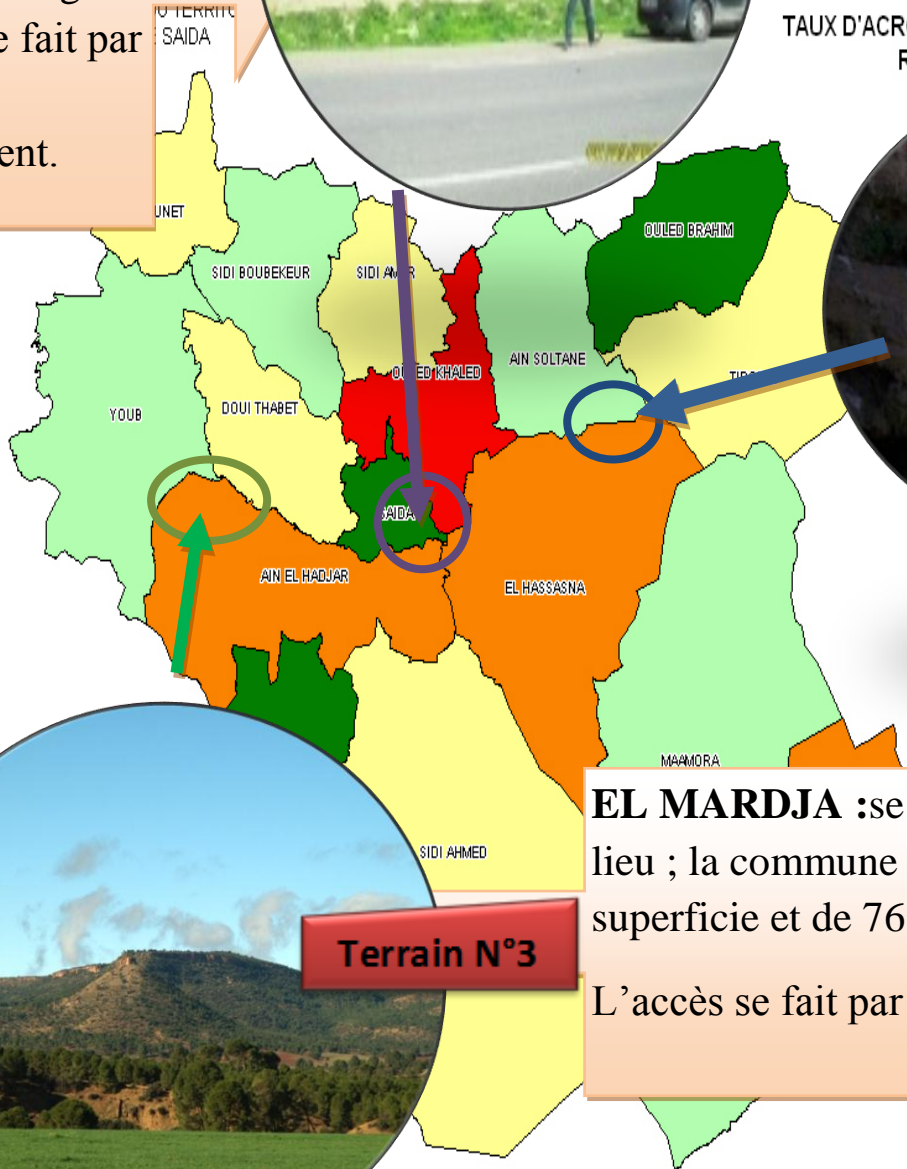 e fait par
ent.
U TERRITO
SAIDA
TAUX D'ACR
R
UNET
SIDI BOUBEKEUR
SIDI AMER
OULED BRAHIM
OULED KHALED
AIN SOLTANE
YOUB
DOUI THABET
SAIDA
AIN EL HADJAR
EL HASSASNA
MAAMORA
SIDI AHMED
Terrain N°3
EL MARDJA :se
lieu ; la commune
superficie et de 76
L’accès se fait par